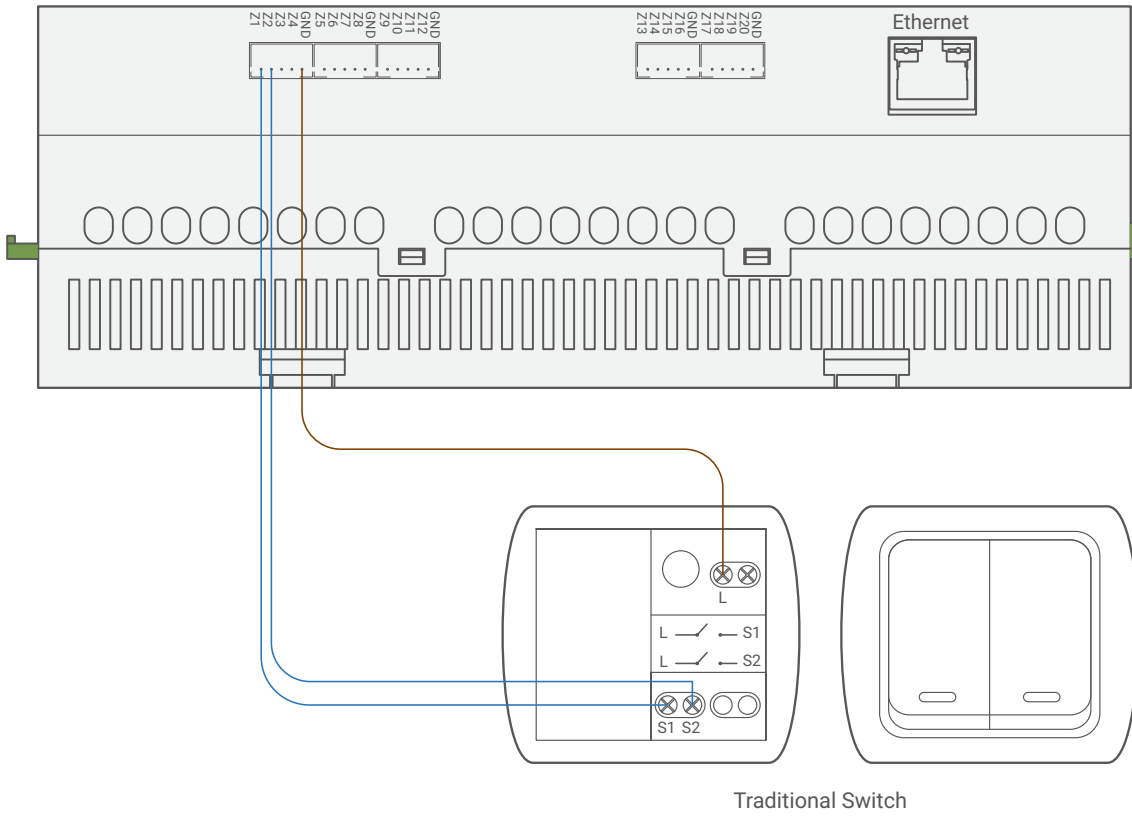 Z1 Z2 Z3 Z4 GND Z5 Z6 Z7 Z8 GND Z9 Z10 Z11 Z12 GND
Z13 Z14 Z15 Z16 GND Z17 Z18 Z19 Z20 GND
Ethernet
L
L S1
L S2
S1 S2
Traditional Switch